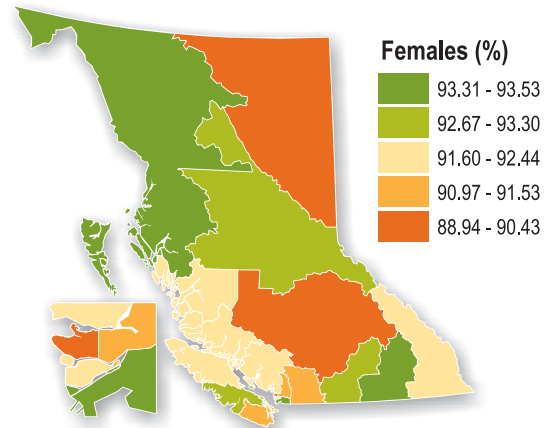 Females (%)
93.31 - 93.53
92.67 - 93.30
91.60 - 92.44
90.97 - 91.53
88.94 - 90.43